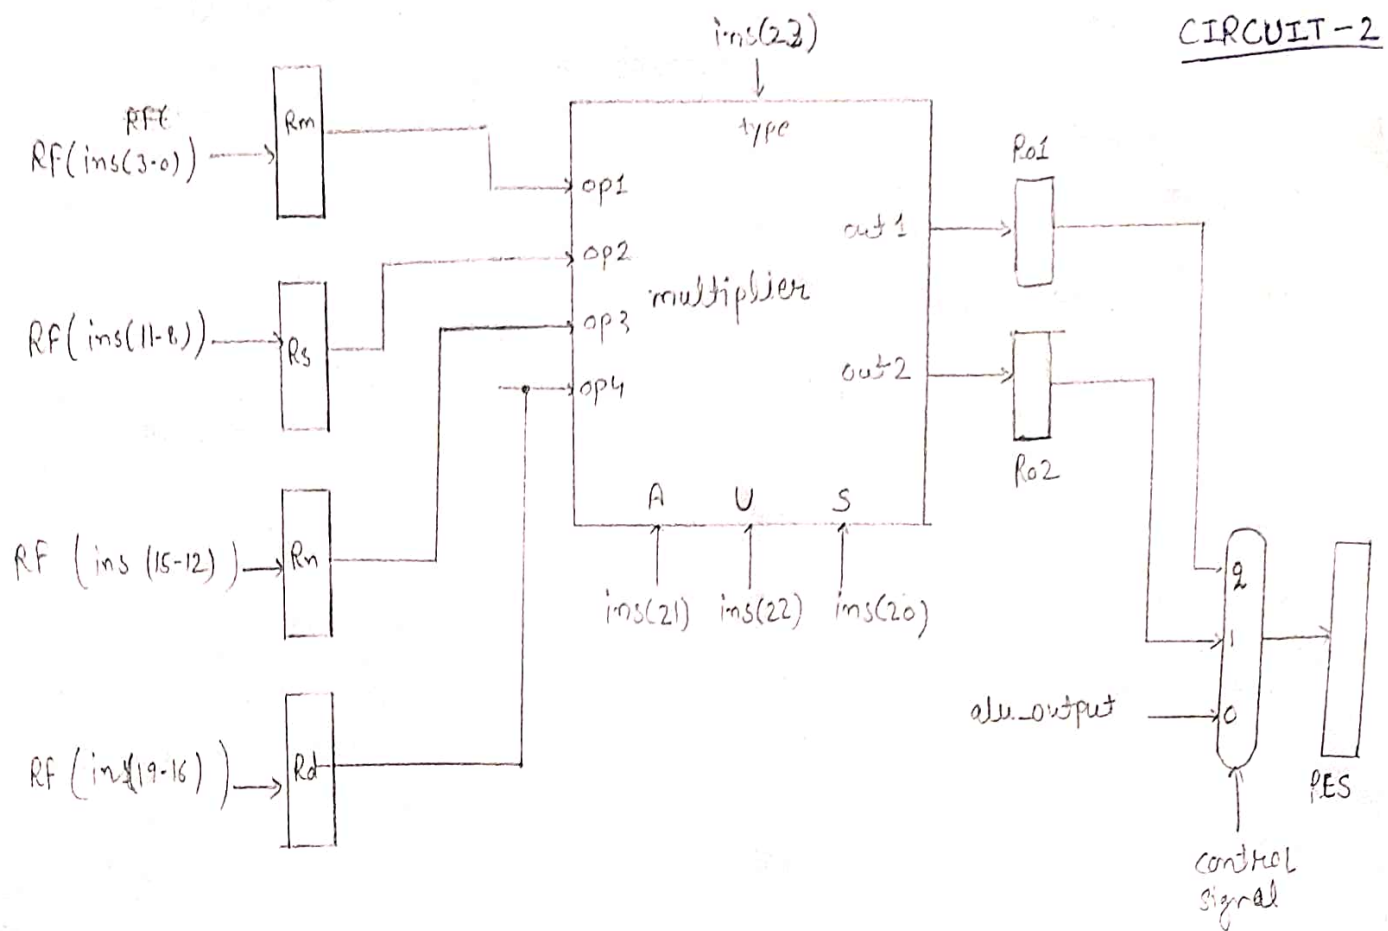 ins(23)
CIRCUIT-2
RF(ins(3-0))
Rm
type
op1
Ro1
out1
op2
multiplier
RF(ins(11-8))
Rs
op3
out2
op4
Ro2
A U S
RF (ins (15-12))
Rn
ins(21) ins(22) ins(20)
2
1
alu_output
0
RF (ins(19-16))
Rd
RES
control
signal